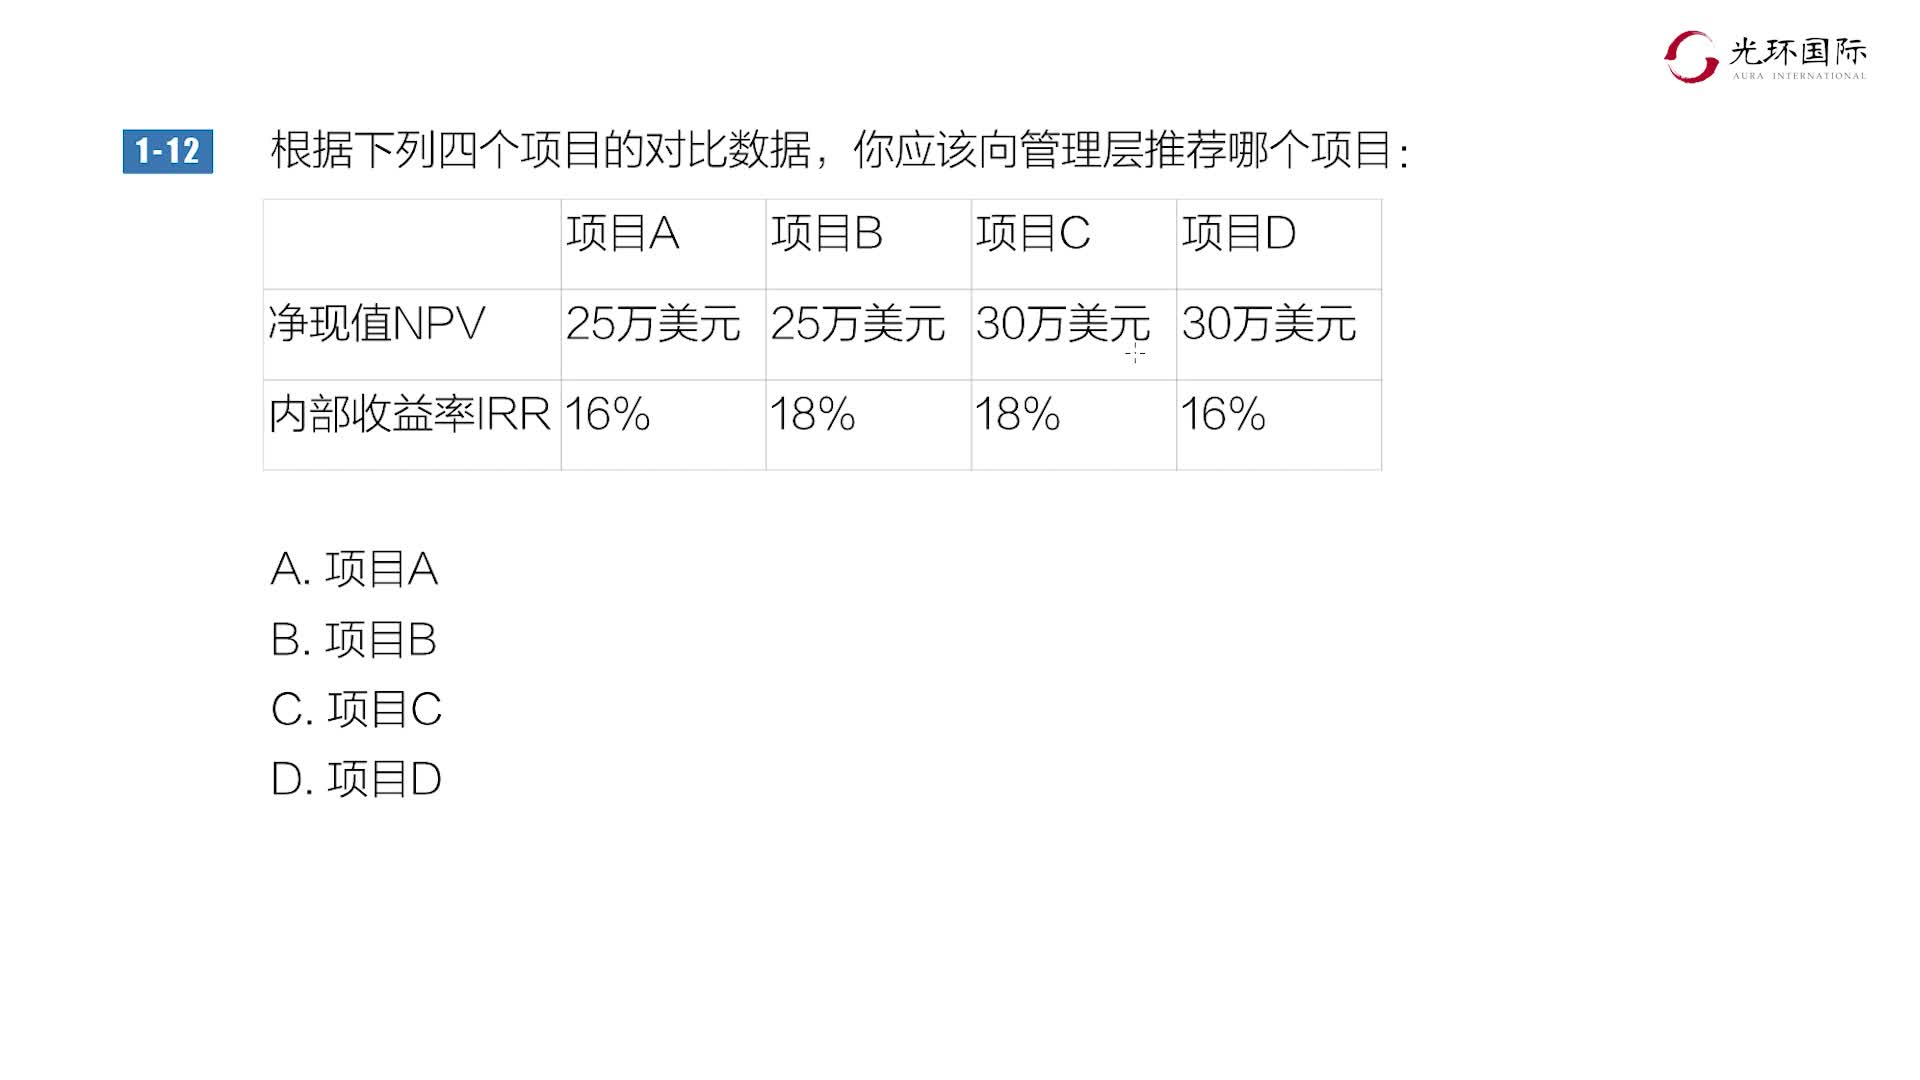 光环国际
AURA INTERNATIONAL
1-12 根据下列四个项目的对比数据，你应该向管理层推荐哪个项目：
项目A 项目B 项目C 项目D
净现值NPV 25万美元 25万美元 30万美元 30万美元
内部收益率IRR 16% 18% 18% 16%
A. 项目A
B. 项目B
C. 项目C
D. 项目D